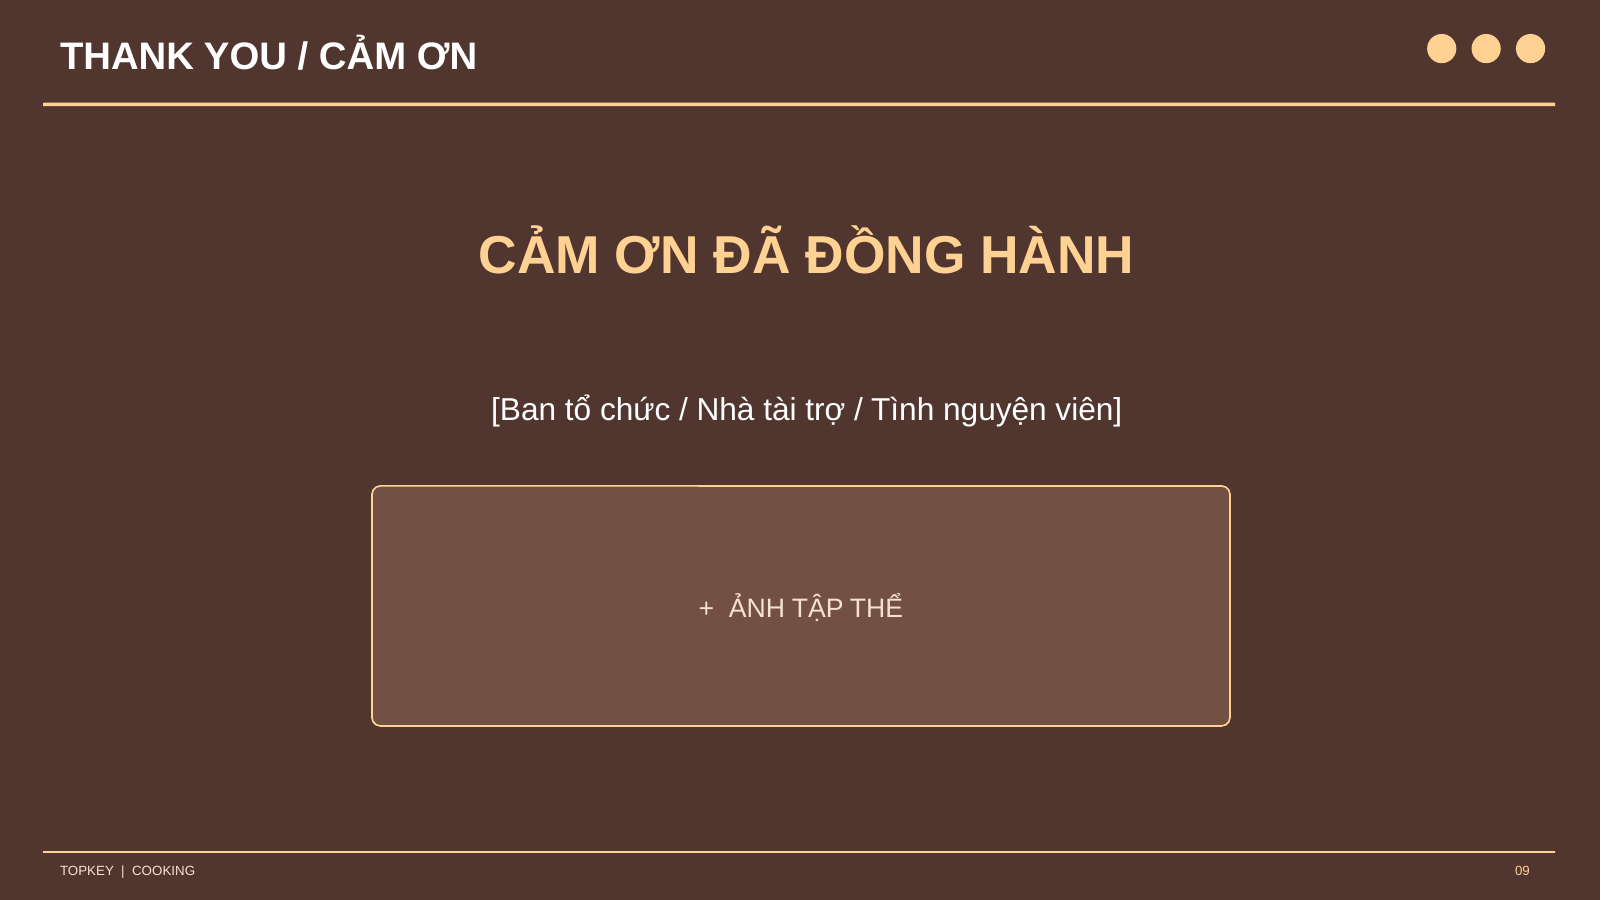 THANK YOU / CẢM ƠN
CẢM ƠN ĐÃ ĐỒNG HÀNH
[Ban tổ chức / Nhà tài trợ / Tình nguyện viên]
+ ẢNH TẬP THỂ
TOPKEY | COOKING
09